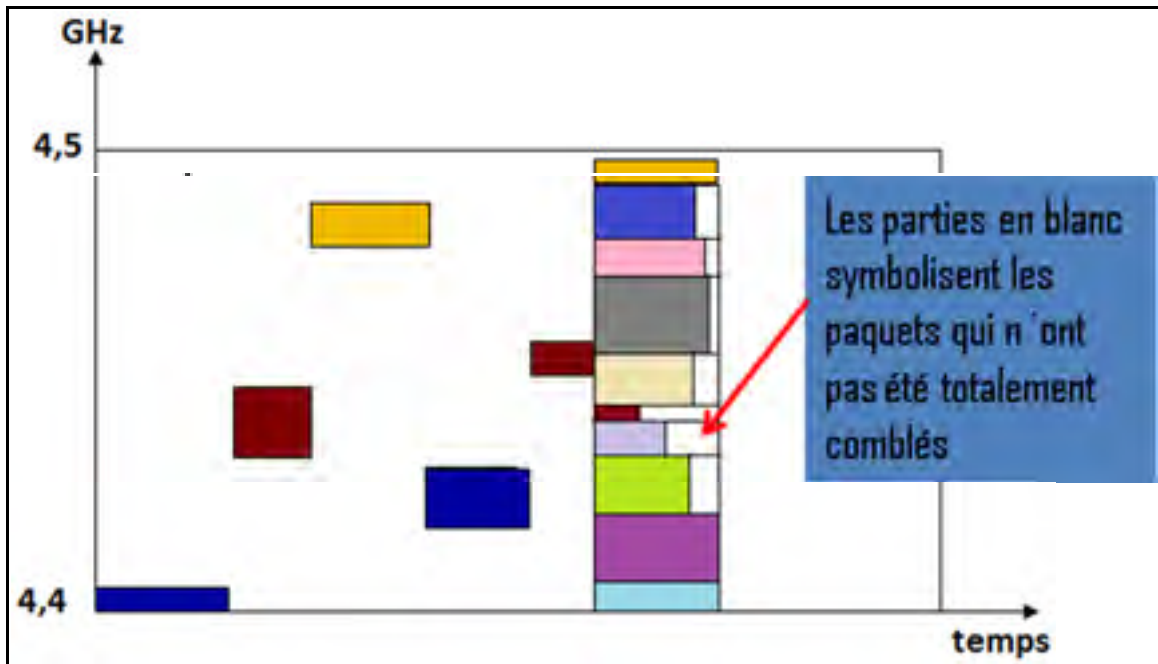 GHz
4,5
Les parties en blanc
symbolisent les
paquets qui n ´ont
pas été totalement
comblés
4,4
temps